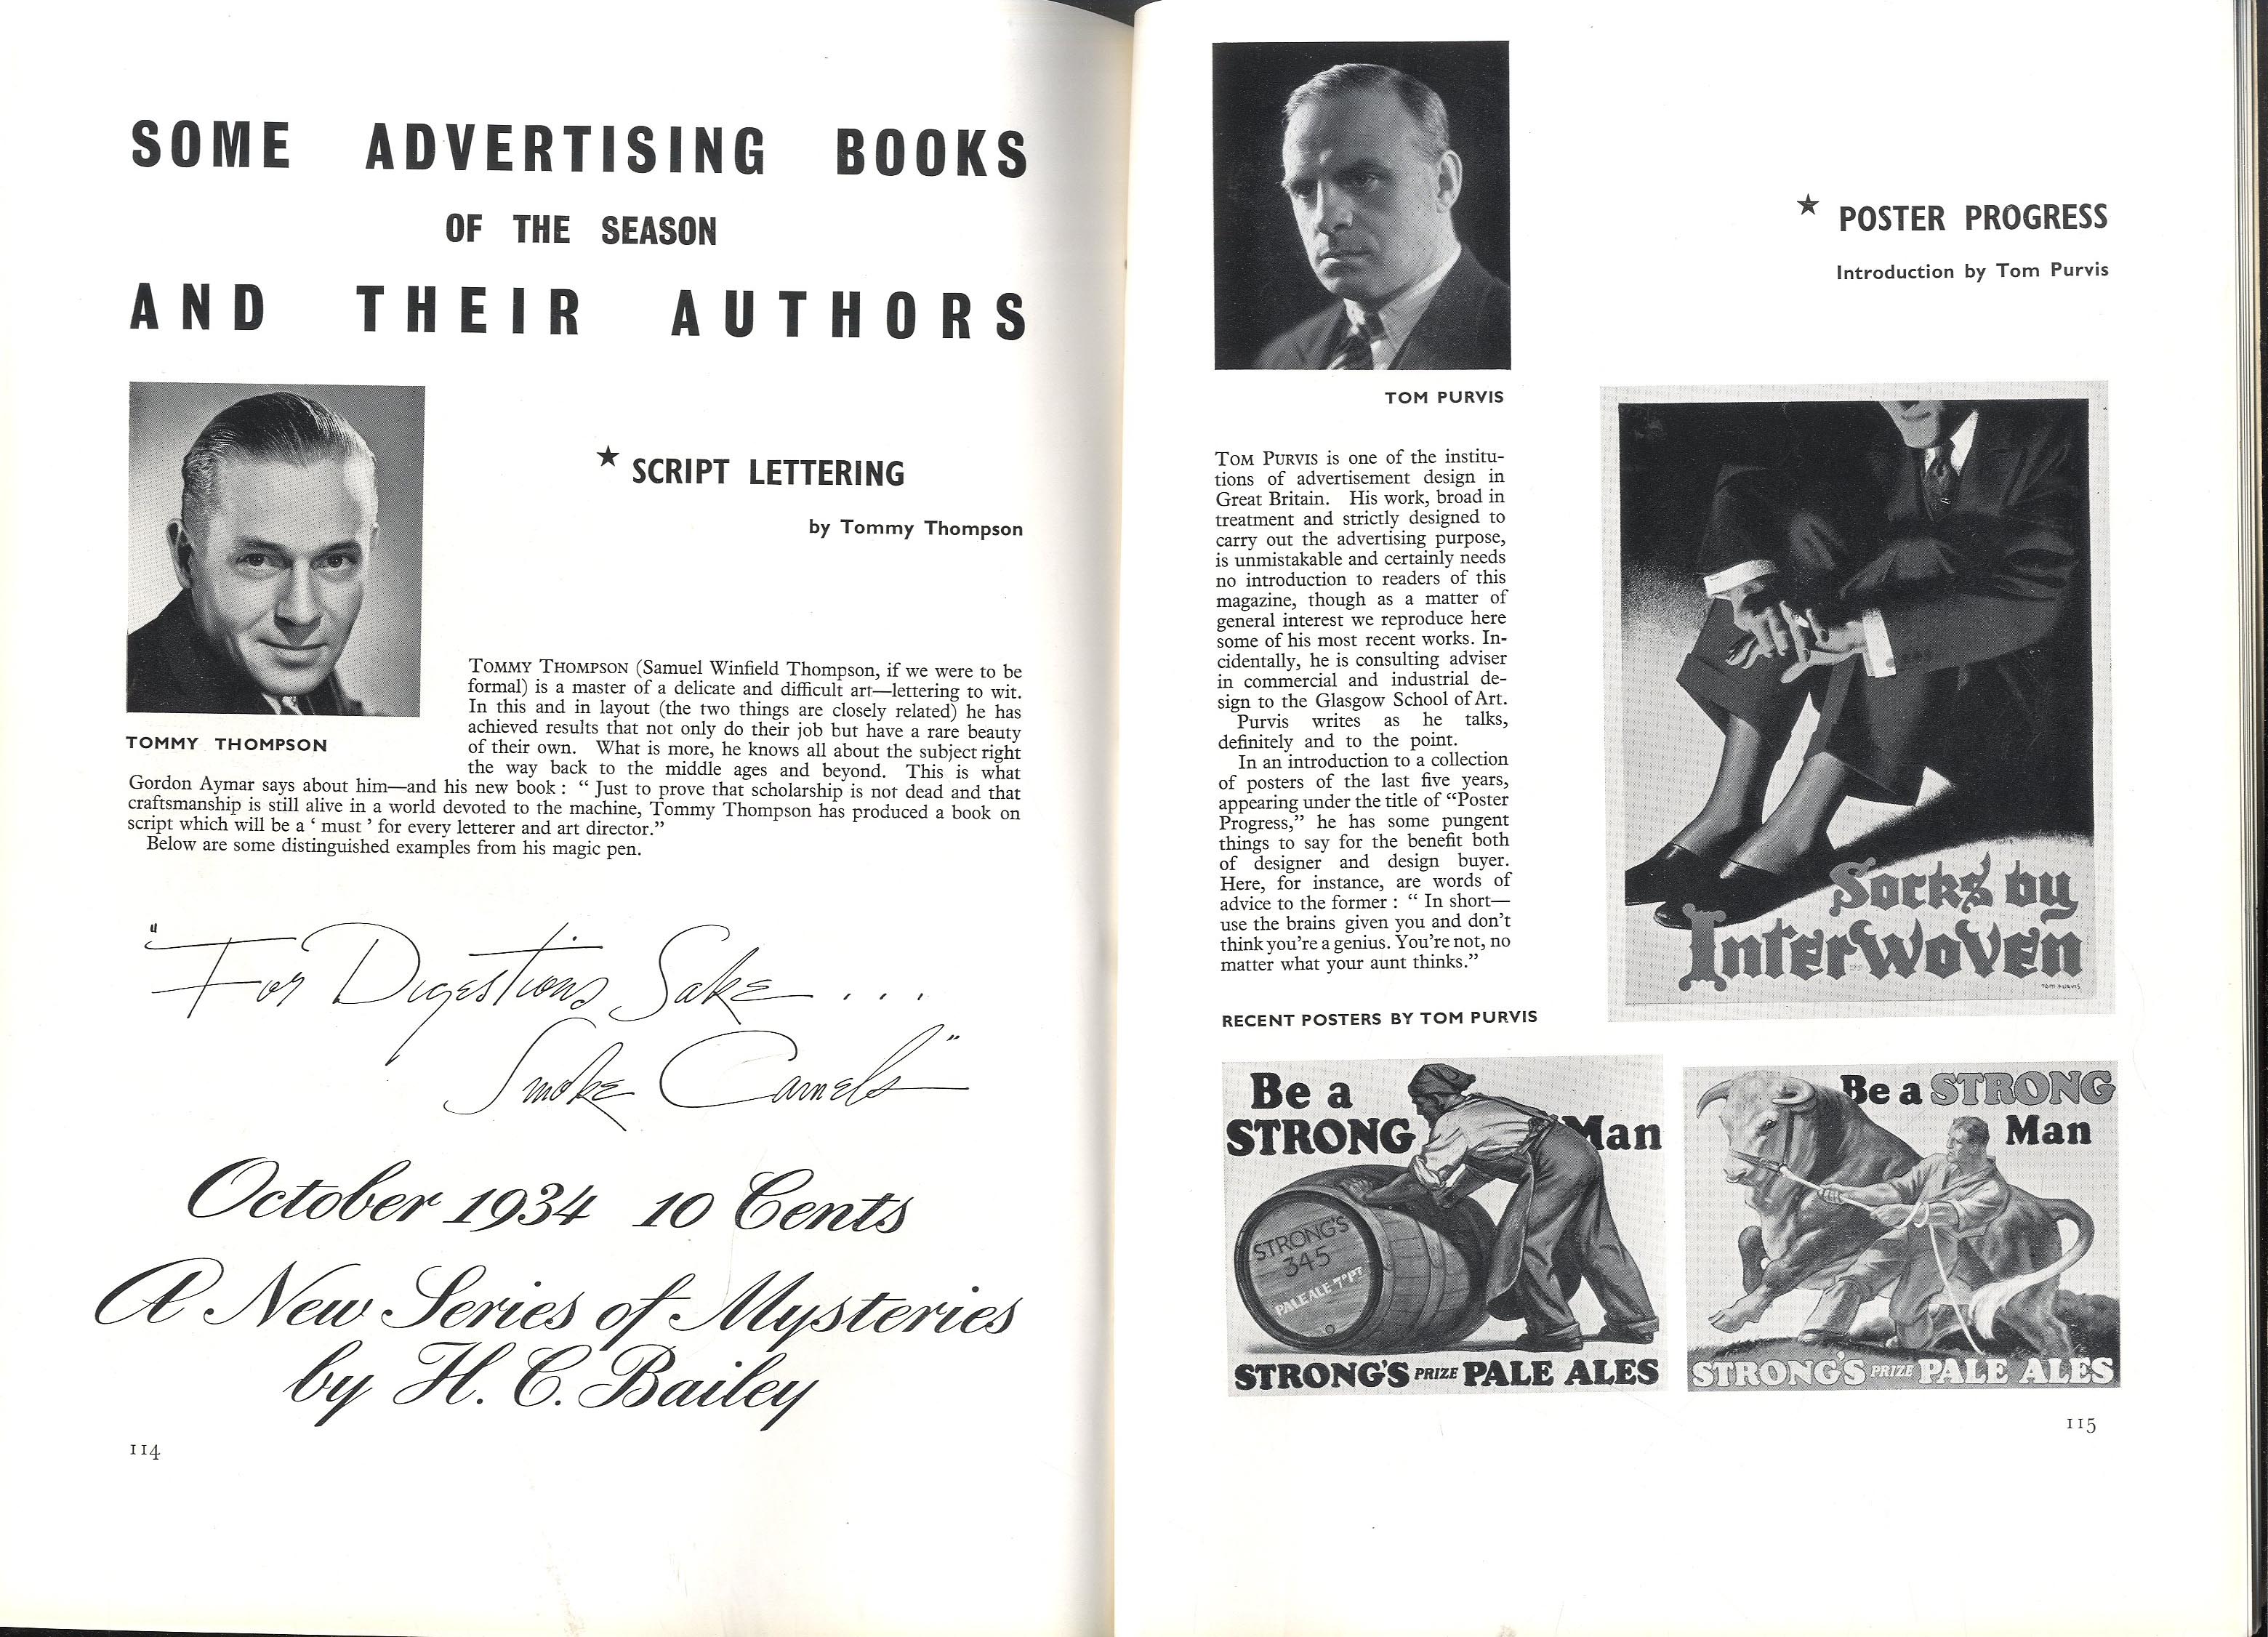 SOME ADVERTISING BOOKS
OF THE SEASON
AND THEIR AUTHORS
★ SCRIPT LETTERING
by Tommy Thompson
TOMMY THOMPSON
TOMMY THOMPSON (Samuel Winfield Thompson, if we were to be
formal) is a master of a delicate and difficult art—lettering to wit.
In this and in layout (the two things are closely related) he has
achieved results that not only do their job but have a rare beauty
of their own. What is more, he knows all about the subject right
the way back to the middle ages and beyond. This is what
Gordon Aymar says about him—and his new book : “ Just to prove that scholarship is not dead and that
craftsmanship is still alive in a world devoted to the machine, Tommy Thompson has produced a book on
script which will be a ‘ must ’ for every letterer and art director.”
Below are some distinguished examples from his magic pen.
"For Digestions Sake . . .
Smoke Camels"
October 1934 10 Cents
A New Series of Mysteries
by H. C. Bailey
114
★ POSTER PROGRESS
Introduction by Tom Purvis
TOM PURVIS
TOM PURVIS is one of the institu-
tions of advertisement design in
Great Britain. His work, broad in
treatment and strictly designed to
carry out the advertising purpose,
is unmistakable and certainly needs
no introduction to readers of this
magazine, though as a matter of
general interest we reproduce here
some of his most recent works. In-
cidentally, he is consulting adviser
in commercial and industrial de-
sign to the Glasgow School of Art.
Purvis writes as he talks,
definitely and to the point.
In an introduction to a collection
of posters of the last five years,
appearing under the title of “Poster
Progress,” he has some pungent
things to say for the benefit both
of designer and design buyer.
Here, for instance, are words of
advice to the former : “ In short—
use the brains given you and don’t
think you’re a genius. You’re not, no
matter what your aunt thinks.”
Socks by
Interwoven
TOM PURVIS
RECENT POSTERS BY TOM PURVIS
Be a
STRONG Man
STRONG'S
345
PALE ALE 7ᴰ PT
STRONG'S PRIZE PALE ALES
Be a STRONG
Man
STRONG'S PRIZE PALE ALES
115